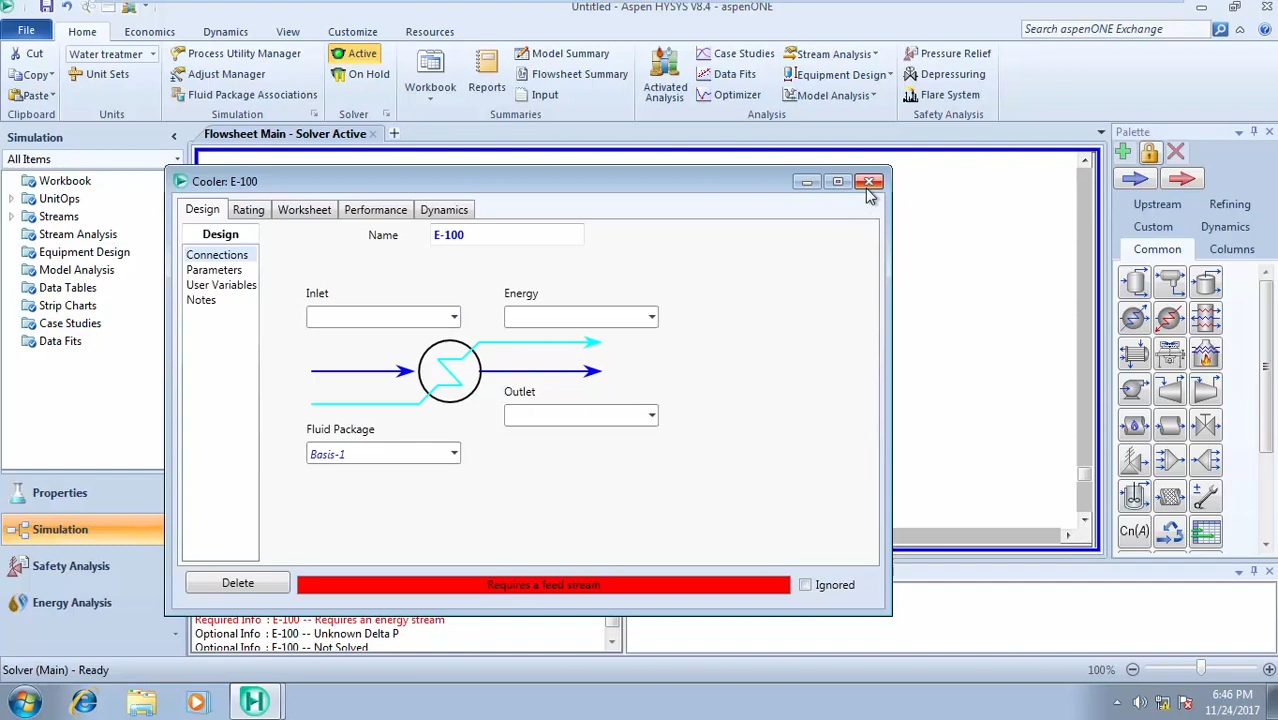 Untitled - Aspen HYSYS V8.4 - aspenONE
File
Home
Economics
Dynamics
View
Customize
Resources
Search aspenONE Exchange
Cut
Copy
Paste
Clipboard
Water treatmer
Unit Sets
Units
Process Utility Manager
Adjust Manager
Fluid Package Associations
Simulation
Active
On Hold
Solver
Workbook
Reports
Model Summary
Flowsheet Summary
Input
Summaries
Activated
Analysis
Case Studies
Data Fits
Optimizer
Stream Analysis
Equipment Design
Model Analysis
Analysis
Pressure Relief
Depressuring
Flare System
Safety Analysis
Simulation
All Items
Workbook
UnitOps
Streams
Stream Analysis
Equipment Design
Model Analysis
Data Tables
Strip Charts
Case Studies
Data Fits
Properties
Simulation
Safety Analysis
Energy Analysis
Flowsheet Main - Solver Active
Cooler: E-100
Design
Rating
Worksheet
Performance
Dynamics
Design
Connections
Parameters
User Variables
Notes
Name
E-100
Inlet
Energy
Outlet
Fluid Package
Basis-1
Delete
Requires a feed stream
Ignored
Required Info : E-100 -- Requires an energy stream
Optional Info : E-100 -- Unknown Delta P
Optional Info : E-100 -- Not Solved
Palette
Upstream
Refining
Custom
Dynamics
Common
Columns
Cn(A)
Solver (Main) - Ready
100%
6:46 PM
11/24/2017